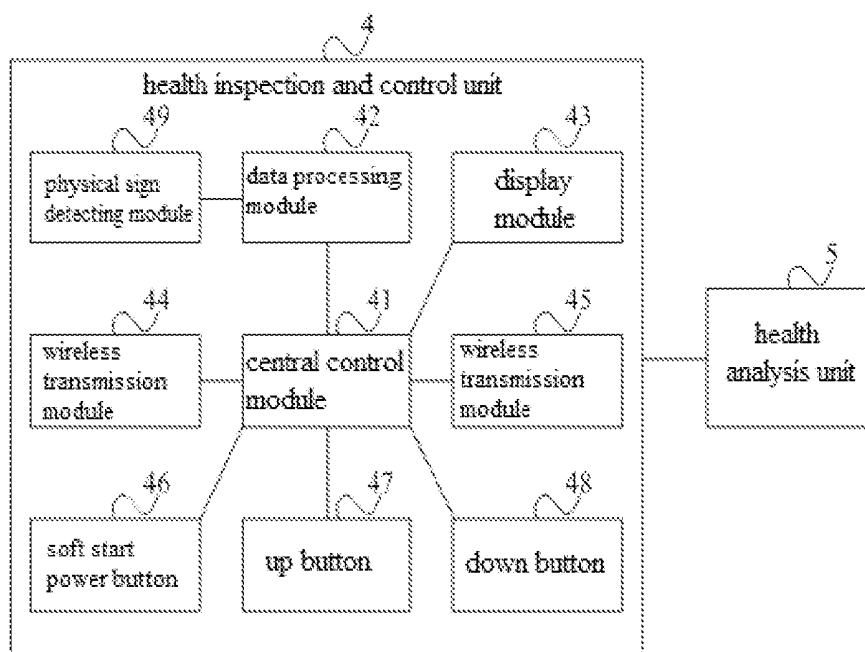 4
health inspection and control unit
49
42
43
physical sign
detecting module
data processing
module
display
module
5
44
41
45
health
analysis unit
wireless
transmission
module
central control
module
wireless
transmission
module
46
47
48
soft start
power button
up button
down button